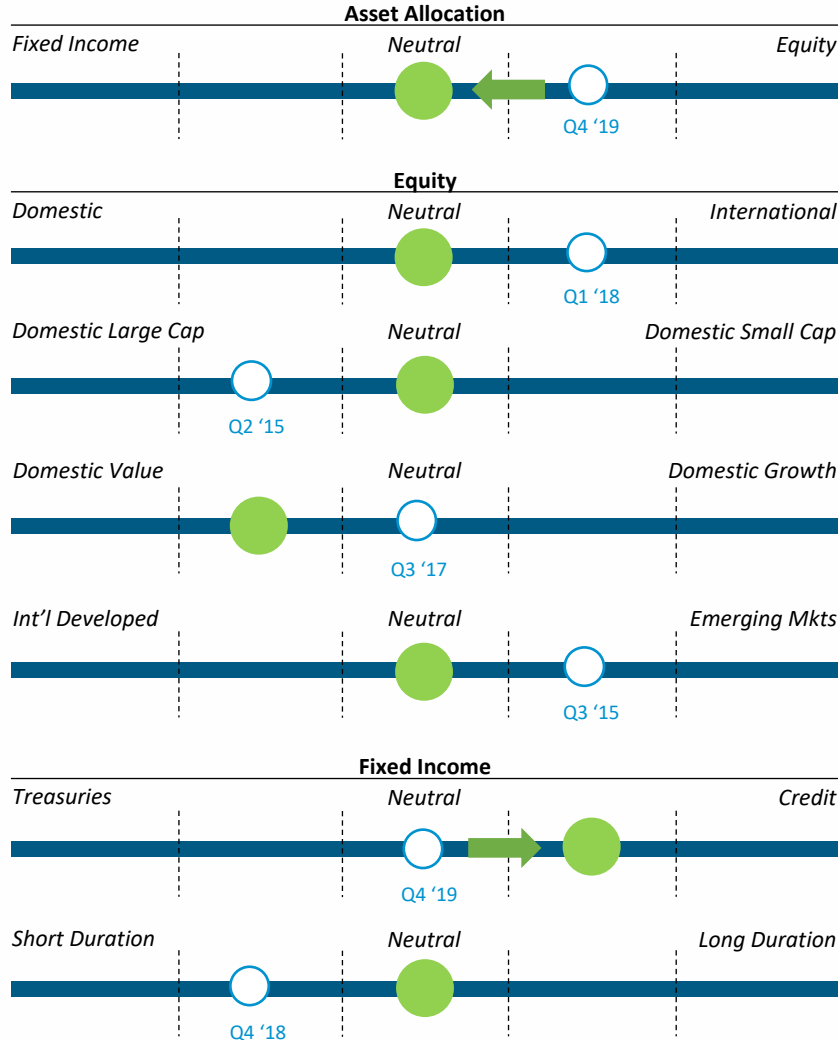 Asset Allocation
Fixed Income Neutral Equity
Q4 ‘19
Equity
Domestic Neutral International
Q1 ‘18
Domestic Large Cap Neutral Domestic Small Cap
Q2 ‘15
Domestic Value Neutral Domestic Growth
Q3 ‘17
Int’l Developed Neutral Emerging Mkts
Q3 ‘15
Fixed Income
Treasuries Neutral Credit
Q4 ‘19
Short Duration Neutral Long Duration
Q4 ‘18